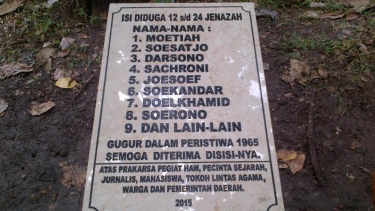 ISI DIDUGA 12 s/d 24 JENAZAH
NAMA-NAMA :
1. MOETIAH
2. SOESATJO
3. DARSONO
4. SACHRONI
5. JOESOEF
6. SOEKANDAR
7. DOELKHAMID
8. SOERONO
9. DAN LAIN-LAIN
GUGUR DALAM PERISTIWA 1965
SEMOGA DITERIMA DISISI-NYA.
ATAS PRAKARSA PEGIAT HAM, PECINTA SEJARAH,
JURNALIS, MAHASISWA, TOKOH LINTAS AGAMA,
WARGA DAN PEMERINTAH DAERAH.
2015